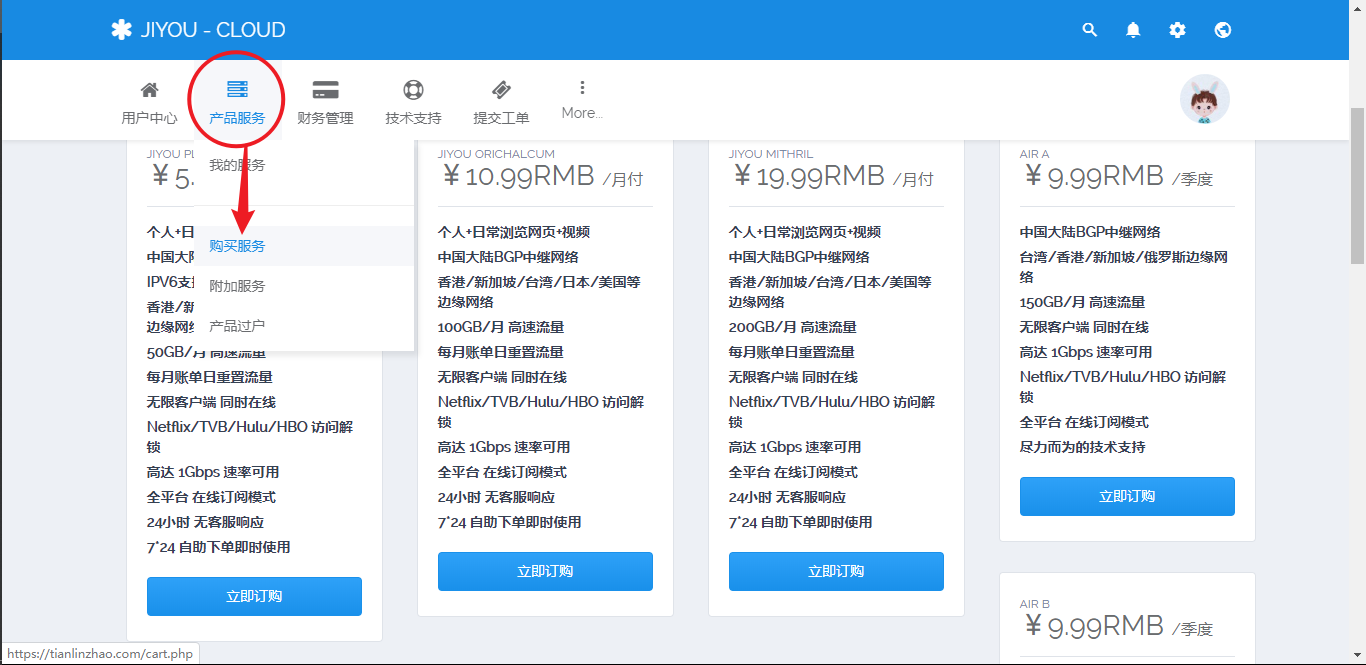 JIYOU - CLOUD
用户中心
产品服务
财务管理
技术支持
提交工单
More...
我的服务
购买服务
附加服务
产品过户
¥5.
个人+日
中国大陆
边缘网络
50GB/月 高速流量
每月账单日重置流量
无限客户端 同时在线
Netflix/TVB/Hulu/HBO 访问解
锁
高达 1Gbps 速率可用
全平台 在线订阅模式
24小时 无客服响应
7*24 自助下单即时使用
立即订购
JIYOU ORICHALCUM
¥10.99RMB /月付
个人+日常浏览网页+视频
中国大陆BGP中继网络
香港/新加坡/台湾/日本/美国等
边缘网络
100GB/月 高速流量
每月账单日重置流量
无限客户端 同时在线
Netflix/TVB/Hulu/HBO 访问解
锁
高达 1Gbps 速率可用
全平台 在线订阅模式
24小时 无客服响应
7*24 自助下单即时使用
立即订购
JIYOU MITHRIL
¥19.99RMB /月付
个人+日常浏览网页+视频
中国大陆BGP中继网络
香港/新加坡/台湾/日本/美国等
边缘网络
200GB/月 高速流量
每月账单日重置流量
无限客户端 同时在线
Netflix/TVB/Hulu/HBO 访问解
锁
高达 1Gbps 速率可用
全平台 在线订阅模式
24小时 无客服响应
7*24 自助下单即时使用
立即订购
AIR A
¥9.99RMB /季度
中国大陆BGP中继网络
台湾/香港/新加坡/俄罗斯边缘网
络
150GB/月 高速流量
无限客户端 同时在线
高达 1Gbps 速率可用
Netflix/TVB/Hulu/HBO 访问解
锁
全平台 在线订阅模式
尽力而为的技术支持
立即订购
AIR B
¥9.99RMB /季度
https://tianlinzhao.com/cart.php